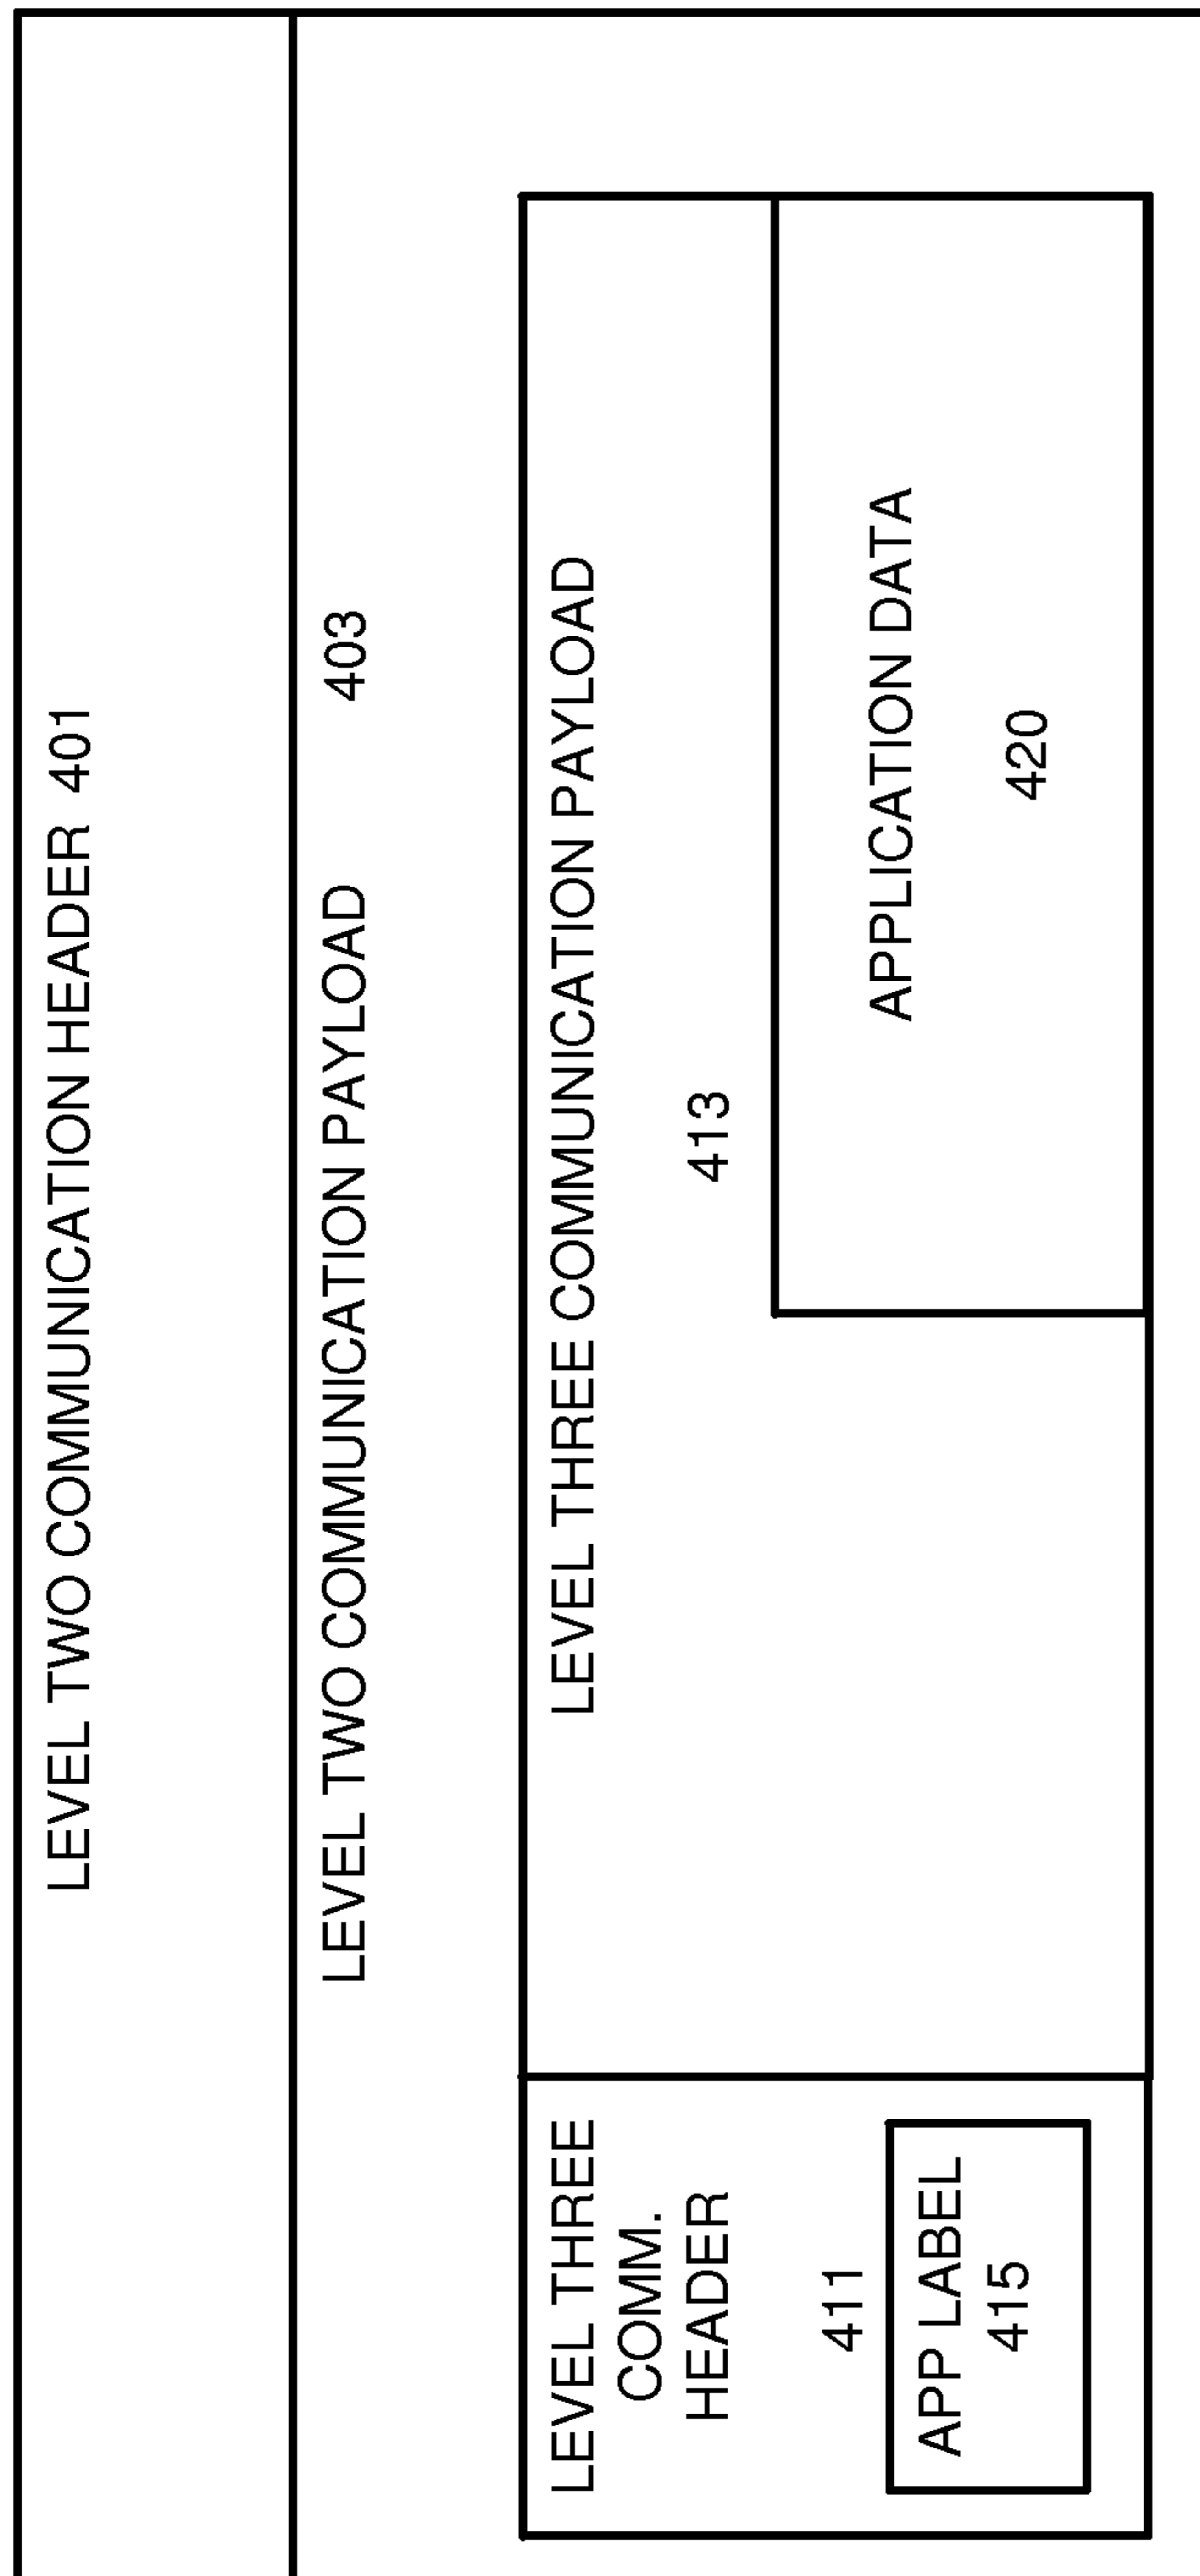 LEVEL TWO COMMUNICATION HEADER 401
LEVEL TWO COMMUNICATION PAYLOAD 403
LEVEL THREE
COMM.
HEADER
411
APP LABEL
415
LEVEL THREE COMMUNICATION PAYLOAD
413
APPLICATION DATA
420